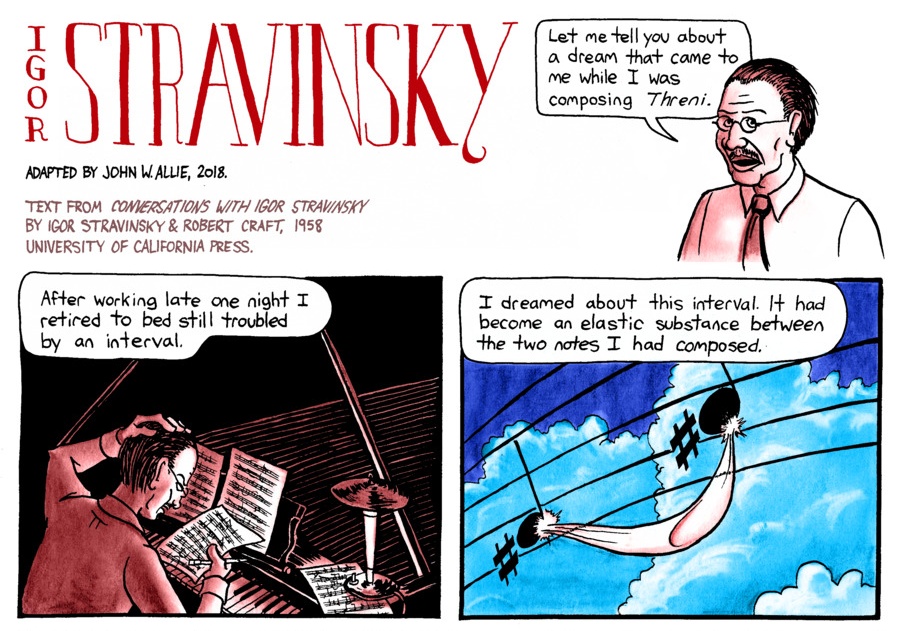 IGOR STRAVINSKY
ADAPTED BY JOHN W. ALLIE, 2018.
TEXT FROM CONVERSATIONS WITH IGOR STRAVINSKY
BY IGOR STRAVINSKY & ROBERT CRAFT, 1958
UNIVERSITY OF CALIFORNIA PRESS.
Let me tell you about
a dream that came to
me while I was
composing Threni.
After working late one night I
retired to bed still troubled
by an interval.
I dreamed about this interval. It had
become an elastic substance between
the two notes I had composed.